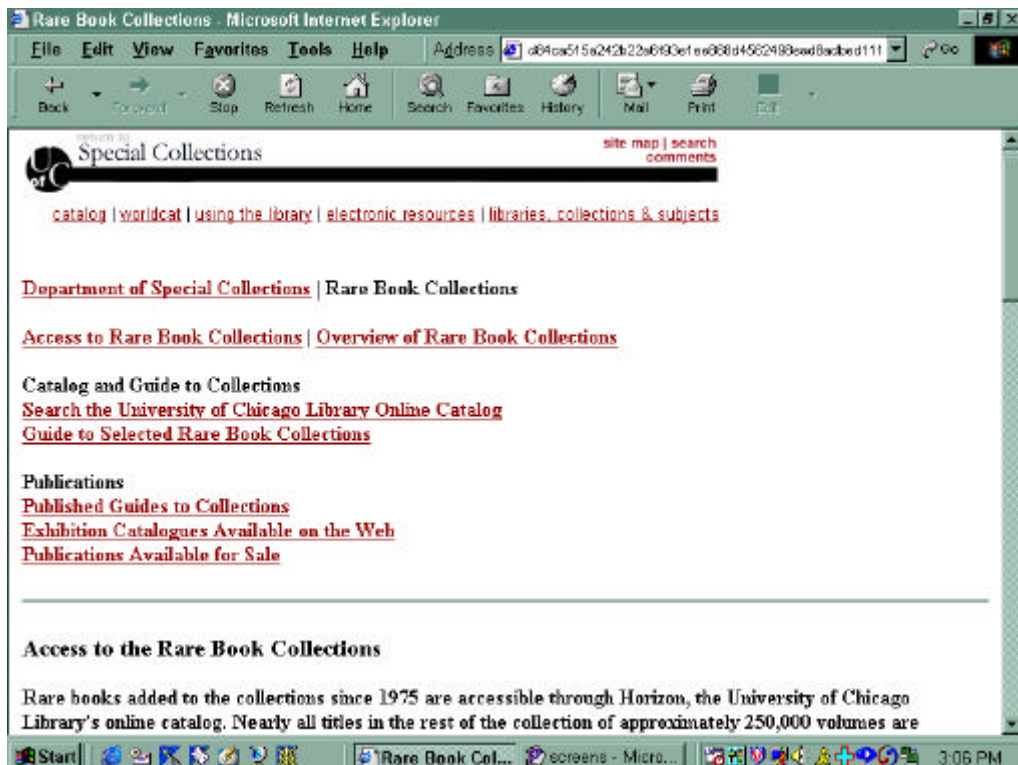 Rare Book Collections - Microsoft Internet Explorer
File Edit View Favorites Tools Help Address Go
Back Forward Stop Refresh Home Search Favorites History Mail Print Edit
return to
U of C Special Collections
site map | search
comments
catalog | worldcat | using the library | electronic resources | libraries, collections & subjects
Department of Special Collections | Rare Book Collections
Access to Rare Book Collections | Overview of Rare Book Collections
Catalog and Guide to Collections
Search the University of Chicago Library Online Catalog
Guide to Selected Rare Book Collections
Publications
Published Guides to Collections
Exhibition Catalogues Available on the Web
Publications Available for Sale
Access to the Rare Book Collections
Rare books added to the collections since 1975 are accessible through Horizon, the University of Chicago
Library's online catalog. Nearly all titles in the rest of the collection of approximately 250,000 volumes are
Start Rare Book Col... screens - Micro... 3:06 PM